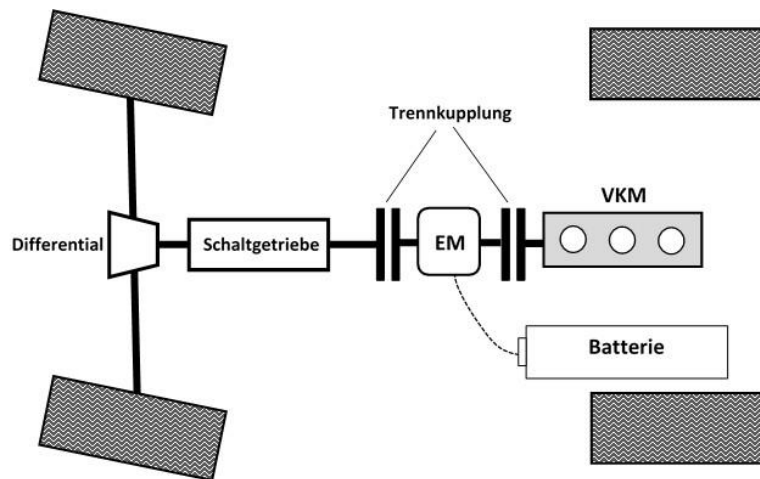 Trennkupplung
VKM
Differential
Schaltgetriebe
EM
Batterie